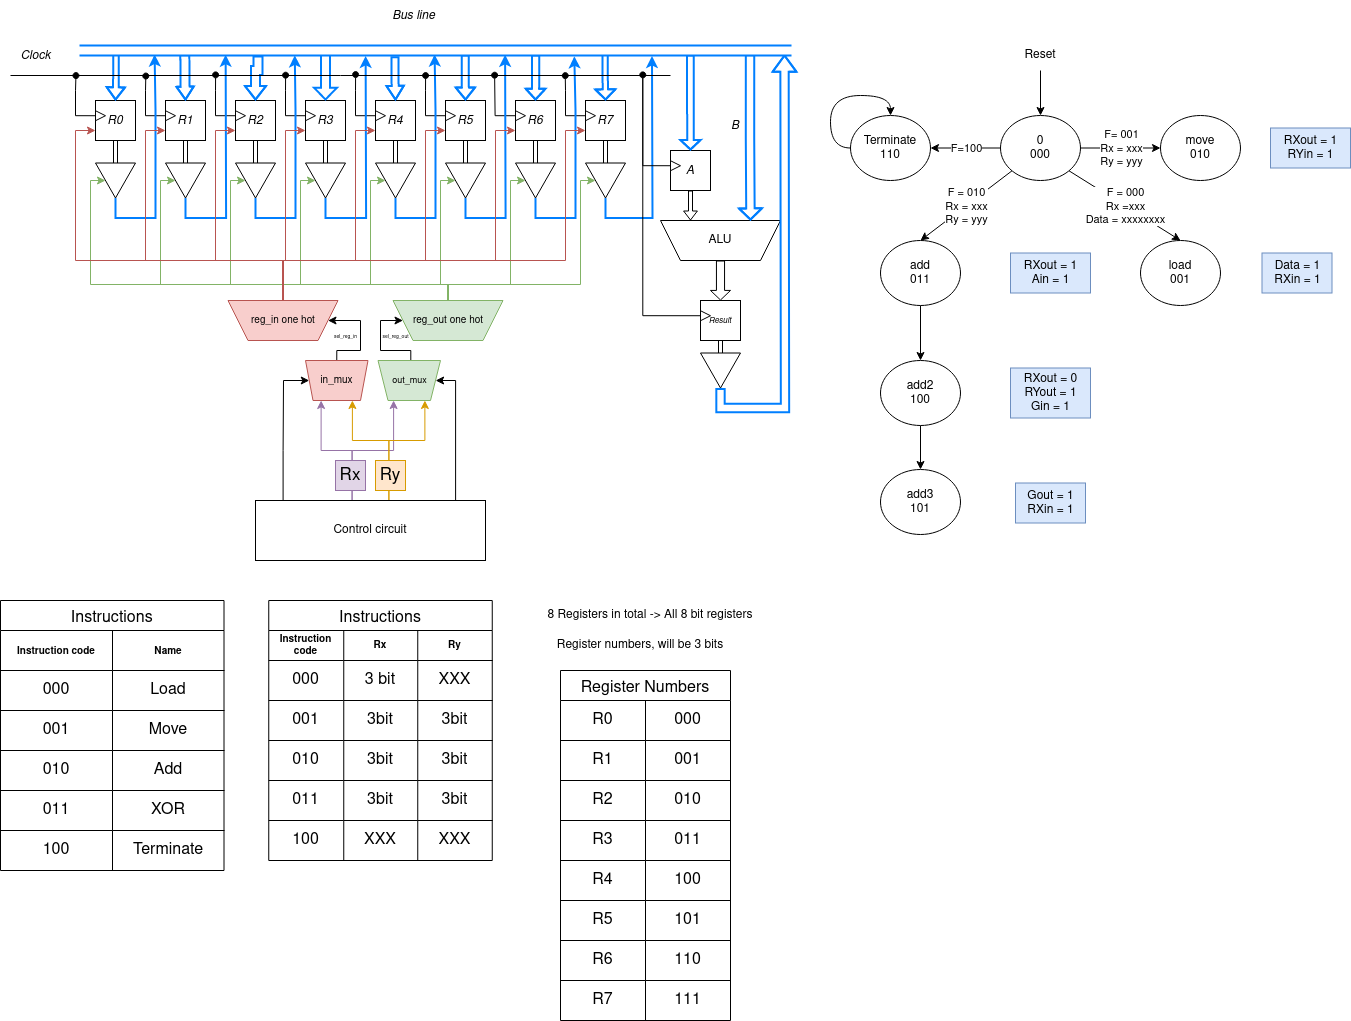 Bus line
Clock
R0
R1
R2
R3
R4
R5
R6
R7
B
A
ALU
Result
reg_in one hot
reg_out one hot
sel_reg_in
sel_reg_out
in_mux
out_mux
Rx
Ry
Control circuit
Reset
Terminate
110
F=100
0
000
F= 001
Rx = xxx
Ry = yyy
move
010
RXout = 1
RYin = 1
F = 010
Rx = xxx
Ry = yyy
F = 000
Rx =xxx
Data = xxxxxxxx
add
011
RXout = 1
Ain = 1
load
001
Data = 1
RXin = 1
add2
100
RXout = 0
RYout = 1
Gin = 1
add3
101
Gout = 1
RXin = 1
Instructions
Instruction code Name
000 Load
001 Move
010 Add
011 XOR
100 Terminate
Instructions
Instruction
code Rx Ry
000 3 bit XXX
001 3bit 3bit
010 3bit 3bit
011 3bit 3bit
100 XXX XXX
8 Registers in total -> All 8 bit registers
Register numbers, will be 3 bits
Register Numbers
R0 000
R1 001
R2 010
R3 011
R4 100
R5 101
R6 110
R7 111